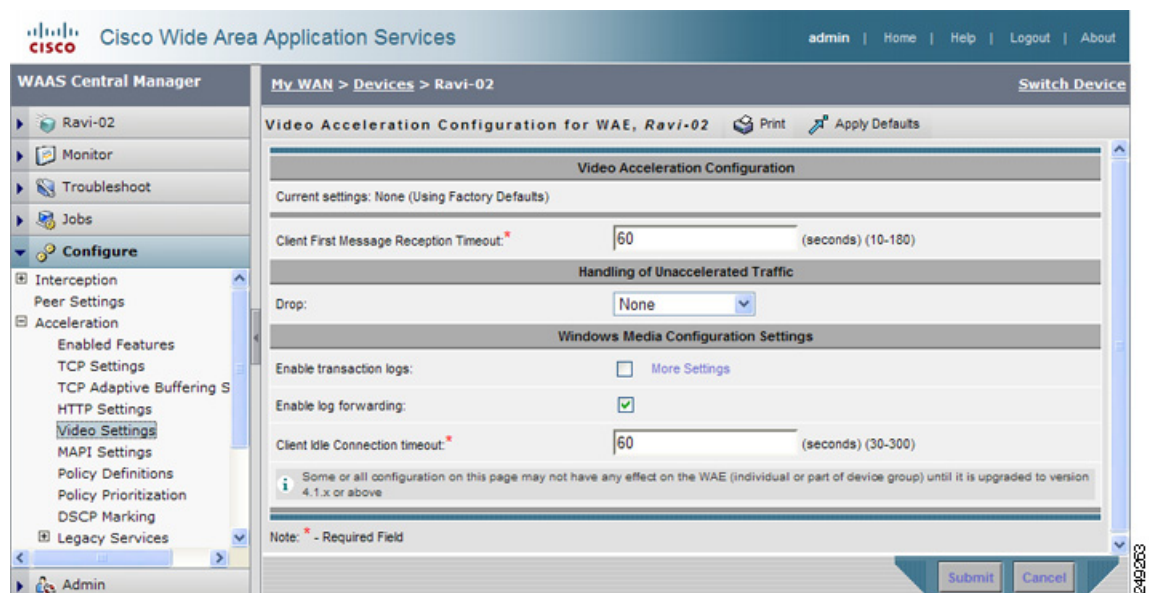 CISCO Cisco Wide Area Application Services
admin | Home | Help | Logout | About
WAAS Central Manager
My WAN > Devices > Ravi-02
Switch Device
Ravi-02
Monitor
Troubleshoot
Jobs
Configure
Interception
Peer Settings
Acceleration
Enabled Features
TCP Settings
TCP Adaptive Buffering S
HTTP Settings
Video Settings
MAPI Settings
Policy Definitions
Policy Prioritization
DSCP Marking
Legacy Services
Admin
Video Acceleration Configuration for WAE, Ravi-02 Print Apply Defaults
Video Acceleration Configuration
Current settings: None (Using Factory Defaults)
Client First Message Reception Timeout:* 60 (seconds) (10-180)
Handling of Unaccelerated Traffic
Drop: None
Windows Media Configuration Settings
Enable transaction logs: More Settings
Enable log forwarding:
Client Idle Connection timeout:* 60 (seconds) (30-300)
Some or all configuration on this page may not have any effect on the WAE (individual or part of device group) until it is upgraded to version
4.1.x or above
Note: * - Required Field
Submit Cancel
249263